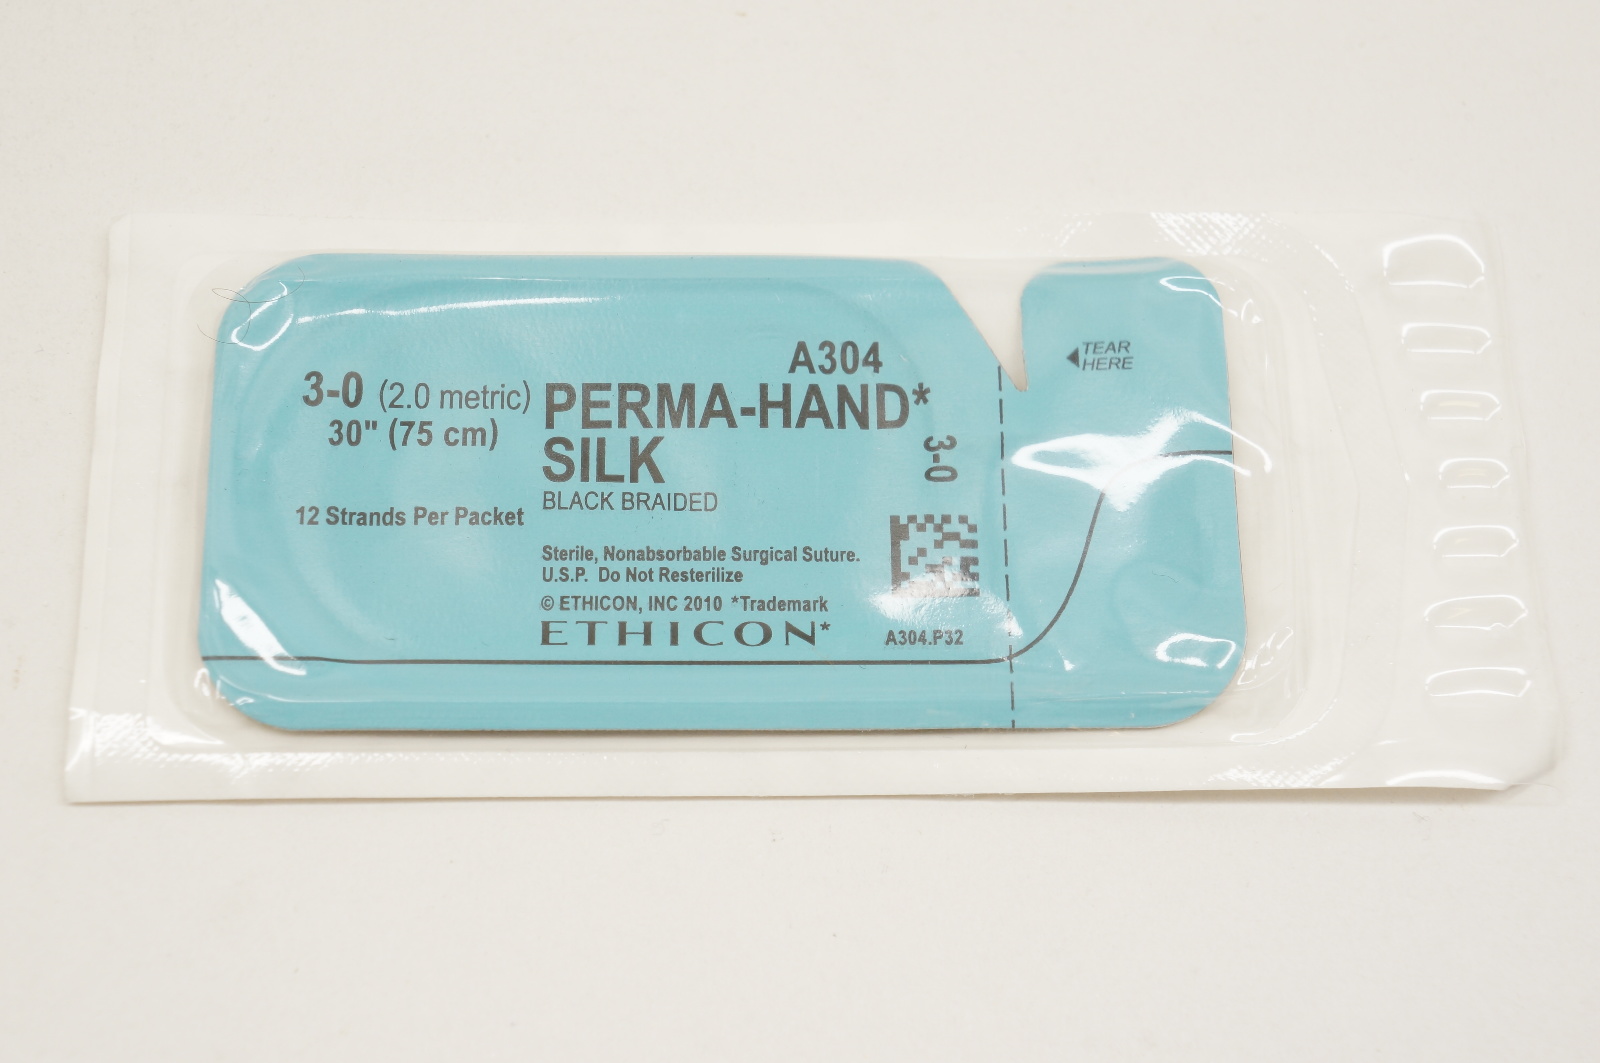 A304
3-0 (2.0 metric)
30" (75 cm)
12 Strands Per Packet
PERMA-HAND*
SILK
BLACK BRAIDED
3-0
Sterile, Nonabsorbable Surgical Suture.
U.S.P. Do Not Resterilize
© ETHICON, INC 2010 *Trademark
ETHICON*
A304.P32
TEAR
HERE